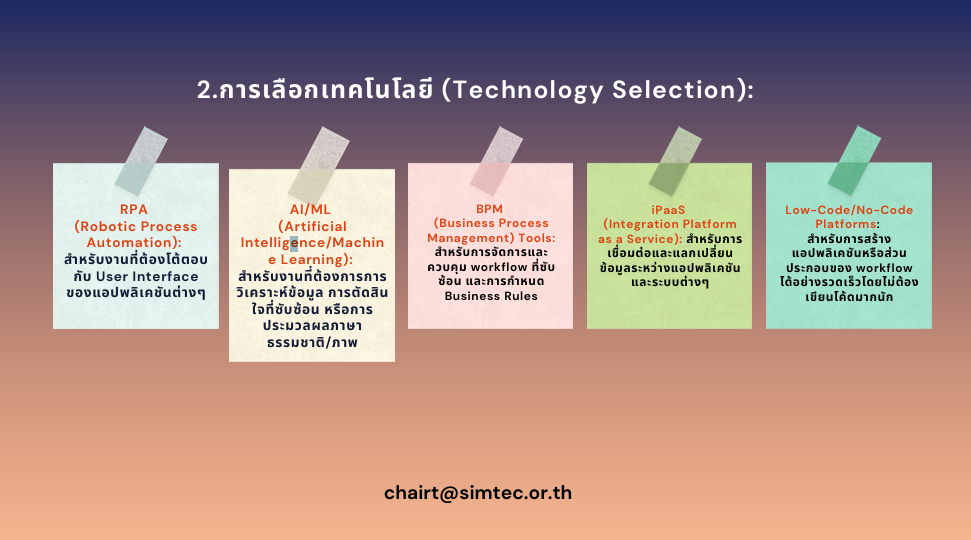 2.การเลือกเทคโนโลยี (Technology Selection):
RPA
(Robotic Process
Automation):
สำหรับงานที่ต้องโต้ตอบ
กับ User Interface
ของแอปพลิเคชันต่างๆ
AI/ML
(Artificial
Intelligence/Machin
e Learning):
สำหรับงานที่ต้องการการ
วิเคราะห์ข้อมูล การตัดสิน
ใจที่ซับซ้อน หรือการ
ประมวลผลภาษา
ธรรมชาติ/ภาพ
BPM
(Business Process
Management) Tools:
สำหรับการจัดการและ
ควบคุม workflow ที่ซับ
ซ้อน และการกำหนด
Business Rules
iPaaS
(Integration Platform
as a Service): สำหรับการ
เชื่อมต่อและแลกเปลี่ยน
ข้อมูลระหว่างแอปพลิเคชัน
และระบบต่างๆ
Low-Code/No-Code
Platforms:
สำหรับการสร้าง
แอปพลิเคชันหรือส่วน
ประกอบของ workflow
ได้อย่างรวดเร็วโดยไม่ต้อง
เขียนโค้ดมากนัก
chairt@simtec.or.th